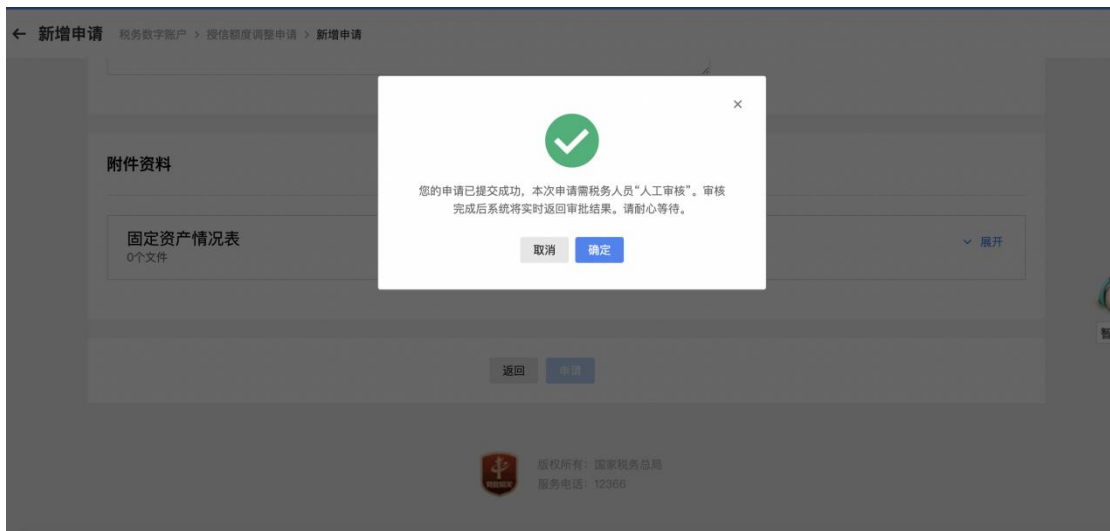 ← 新增申请 税务数字账户 > 授信额度调整申请 > 新增申请
×
您的申请已提交成功，本次申请需税务人员“人工审核”。审核
完成后系统将实时返回审批结果。请耐心等待。
取消 确定
附件资料
固定资产情况表
0个文件
展开
返回 申请
版权所有：国家税务总局
服务电话：12366